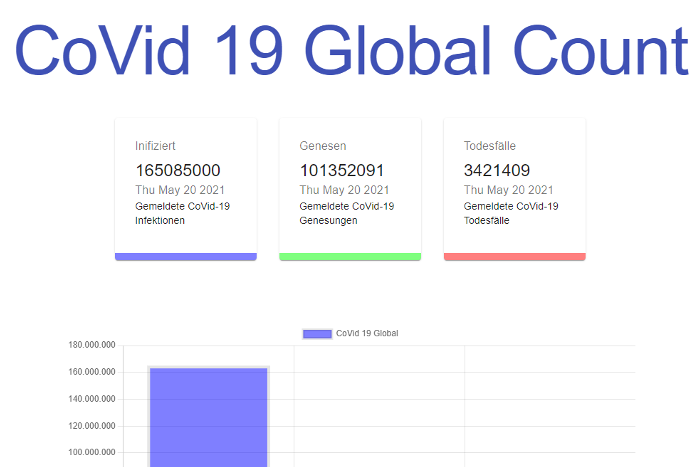 CoVid 19 Global Count
Inifiziert
165085000
Thu May 20 2021
Gemeldete CoVid-19
Infektionen
Genesen
101352091
Thu May 20 2021
Gemeldete CoVid-19
Genesungen
Todesfälle
3421409
Thu May 20 2021
Gemeldete CoVid-19
Todesfälle
CoVid 19 Global
180.000.000
160.000.000
140.000.000
120.000.000
100.000.000